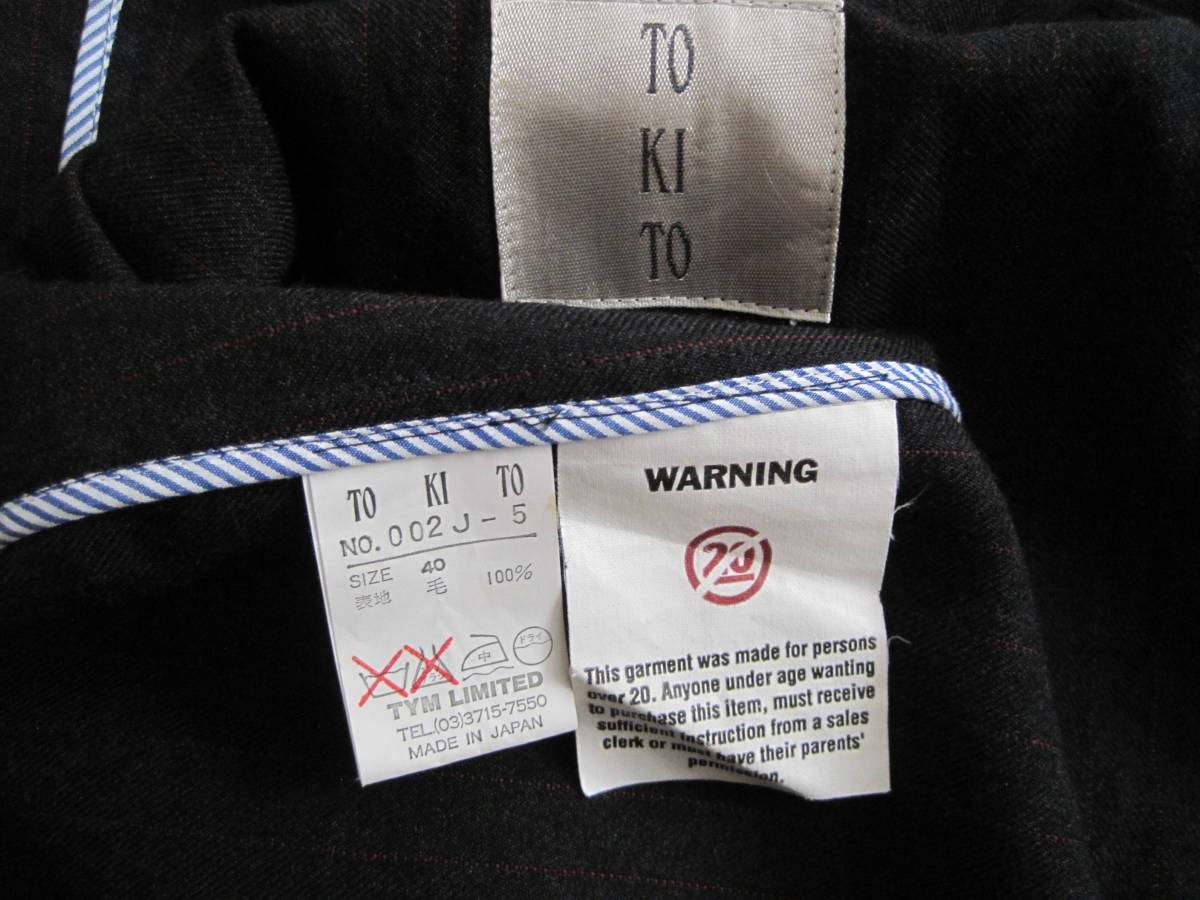 TO
KI
TO
TO KI TO
NO. 002J-5
SIZE 40
表地 毛 100%
中 ドライ
TYM LIMITED
TEL.(03)3715-7550
MADE IN JAPAN
WARNING
20
This garment was made for persons
over 20. Anyone under age wanting
to purchase this item, must receive
sufficient instruction from a sales
clerk or must have their parents'
permission.